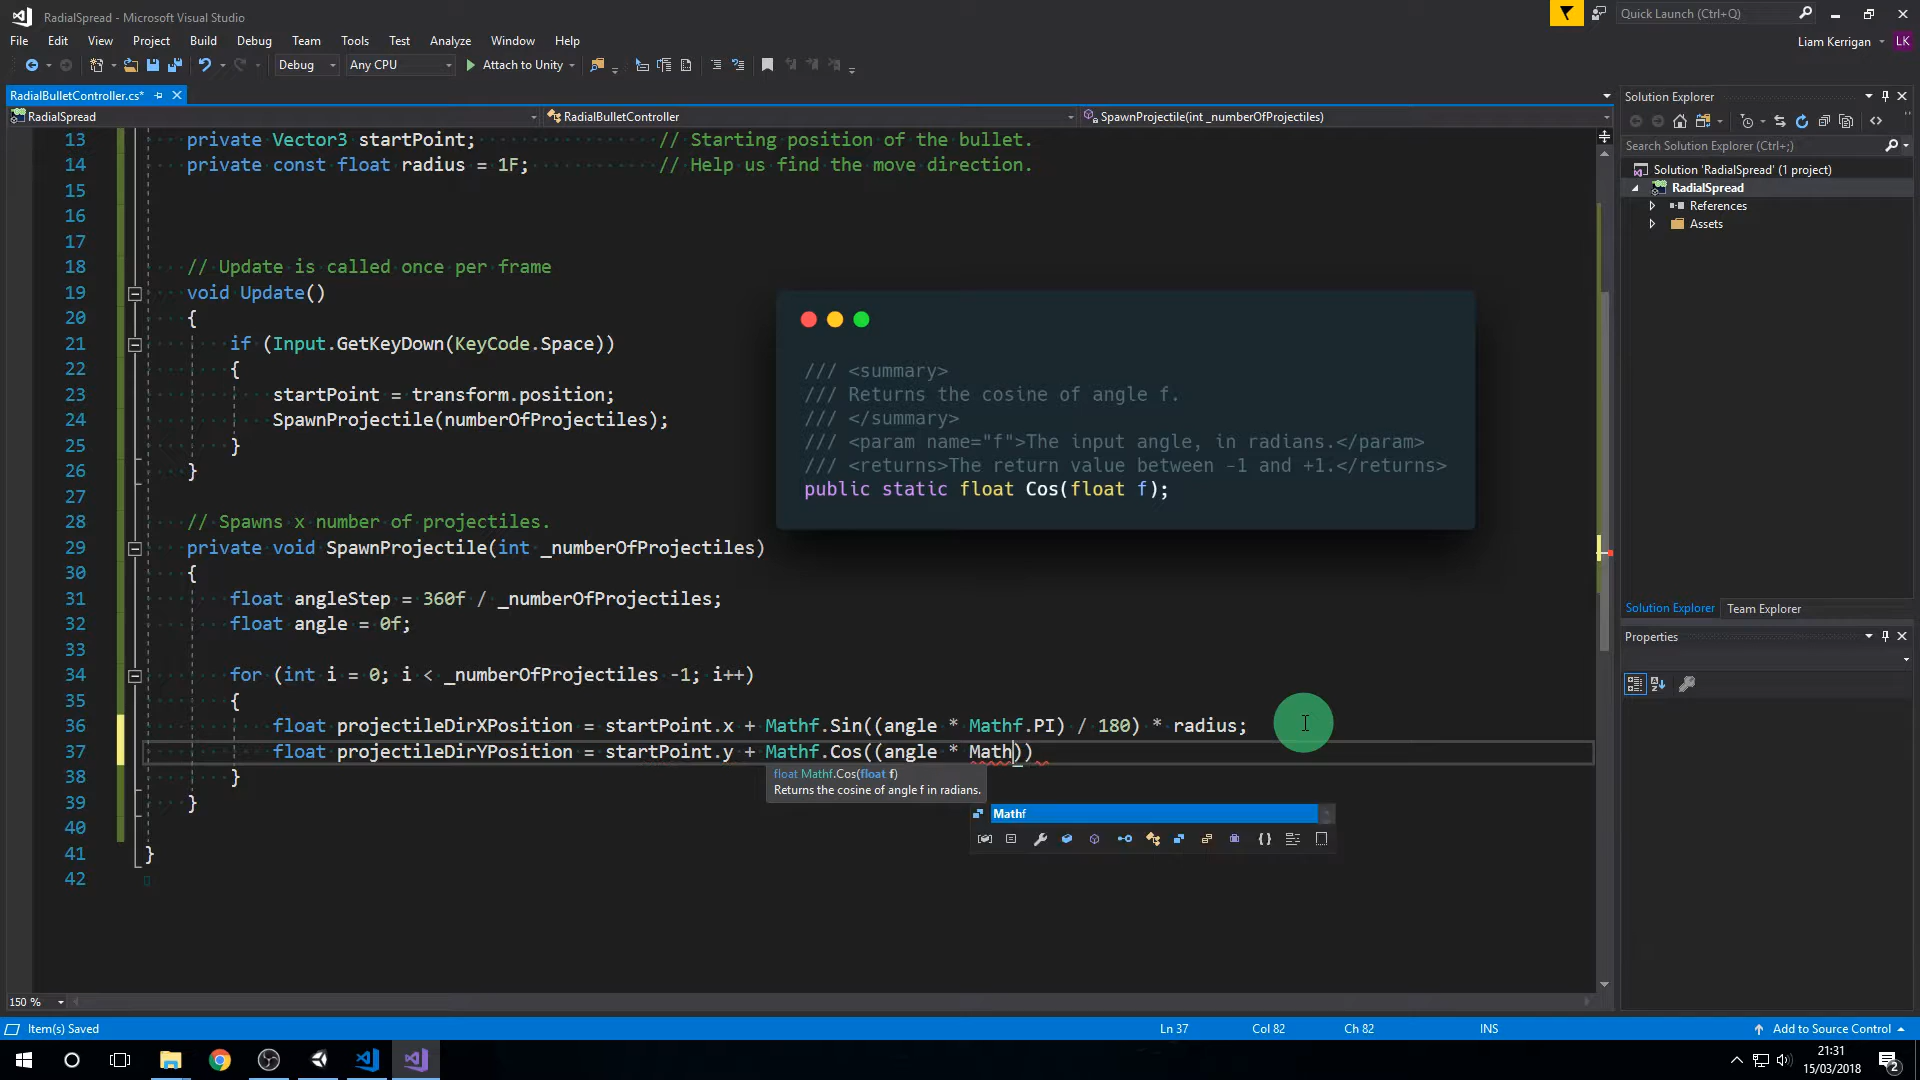 RadialSpread - Microsoft Visual Studio
Quick Launch (Ctrl+Q)
File Edit View Project Build Debug Team Tools Test Analyze Window Help
Liam Kerrigan LK
Debug Any CPU Attach to Unity
RadialBulletController.cs*
RadialSpread RadialBulletController SpawnProjectile(int _numberOfProjectiles)
13 private Vector3 startPoint; // Starting position of the bullet.
14 private const float radius = 1F; // Help us find the move direction.
15
16
17
18 // Update is called once per frame
19 void Update()
20 {
21 if (Input.GetKeyDown(KeyCode.Space))
22 {
23 startPoint = transform.position;
24 SpawnProjectile(numberOfProjectiles);
25 }
26 }
27
28 // Spawns x number of projectiles.
29 private void SpawnProjectile(int _numberOfProjectiles)
30 {
31 float angleStep = 360f / _numberOfProjectiles;
32 float angle = 0f;
33
34 for (int i = 0; i < _numberOfProjectiles -1; i++)
35 {
36 float projectileDirXPosition = startPoint.x + Mathf.Sin((angle * Mathf.PI) / 180) * radius;
37 float projectileDirYPosition = startPoint.y + Mathf.Cos((angle * Math))
38 }
39 }
40
41 }
42
/// <summary>
/// Returns the cosine of angle f.
/// </summary>
/// <param name="f">The input angle, in radians.</param>
/// <returns>The return value between -1 and +1.</returns>
public static float Cos(float f);
float Mathf.Cos(float f)
Returns the cosine of angle f in radians.
Mathf
Solution Explorer
Search Solution Explorer (Ctrl+;)
Solution 'RadialSpread' (1 project)
RadialSpread
References
Assets
Solution Explorer Team Explorer
Properties
150 %
Item(s) Saved Ln 37 Col 82 Ch 82 INS Add to Source Control
21:31
15/03/2018
2